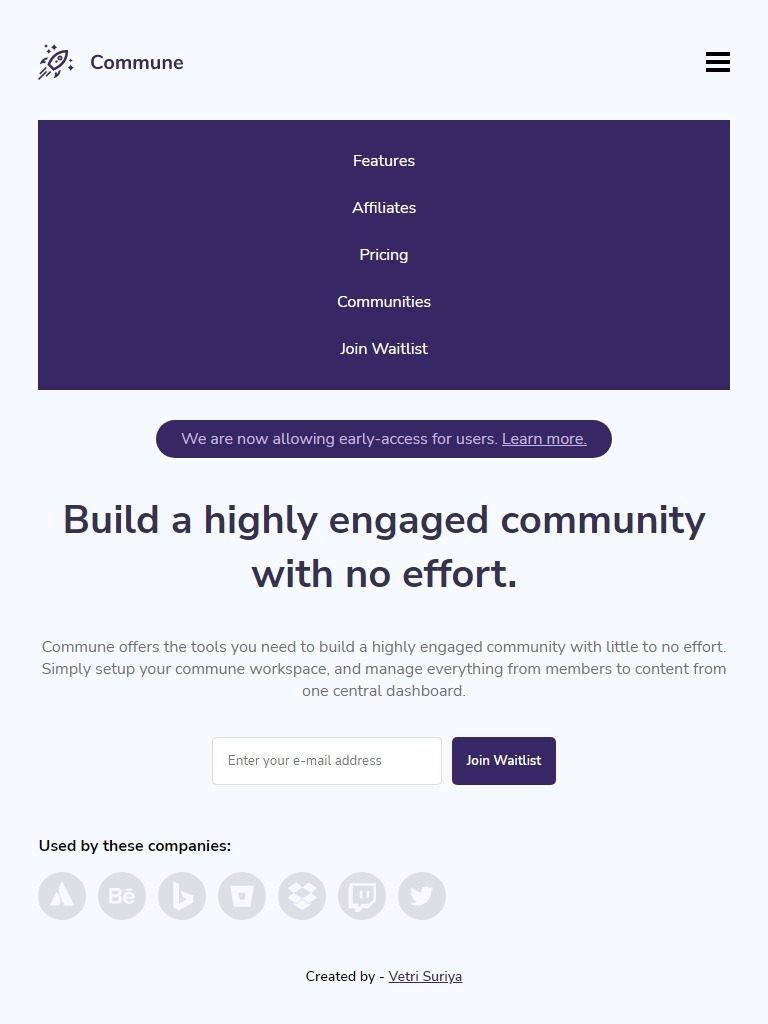 Commune
Features
Affiliates
Pricing
Communities
Join Waitlist
We are now allowing early-access for users. Learn more.
Build a highly engaged community
with no effort.
Commune offers the tools you need to build a highly engaged community with little to no effort.
Simply setup your commune workspace, and manage everything from members to content from
one central dashboard.
Enter your e-mail address
Join Waitlist
Used by these companies:
Bē
Created by - Vetri Suriya